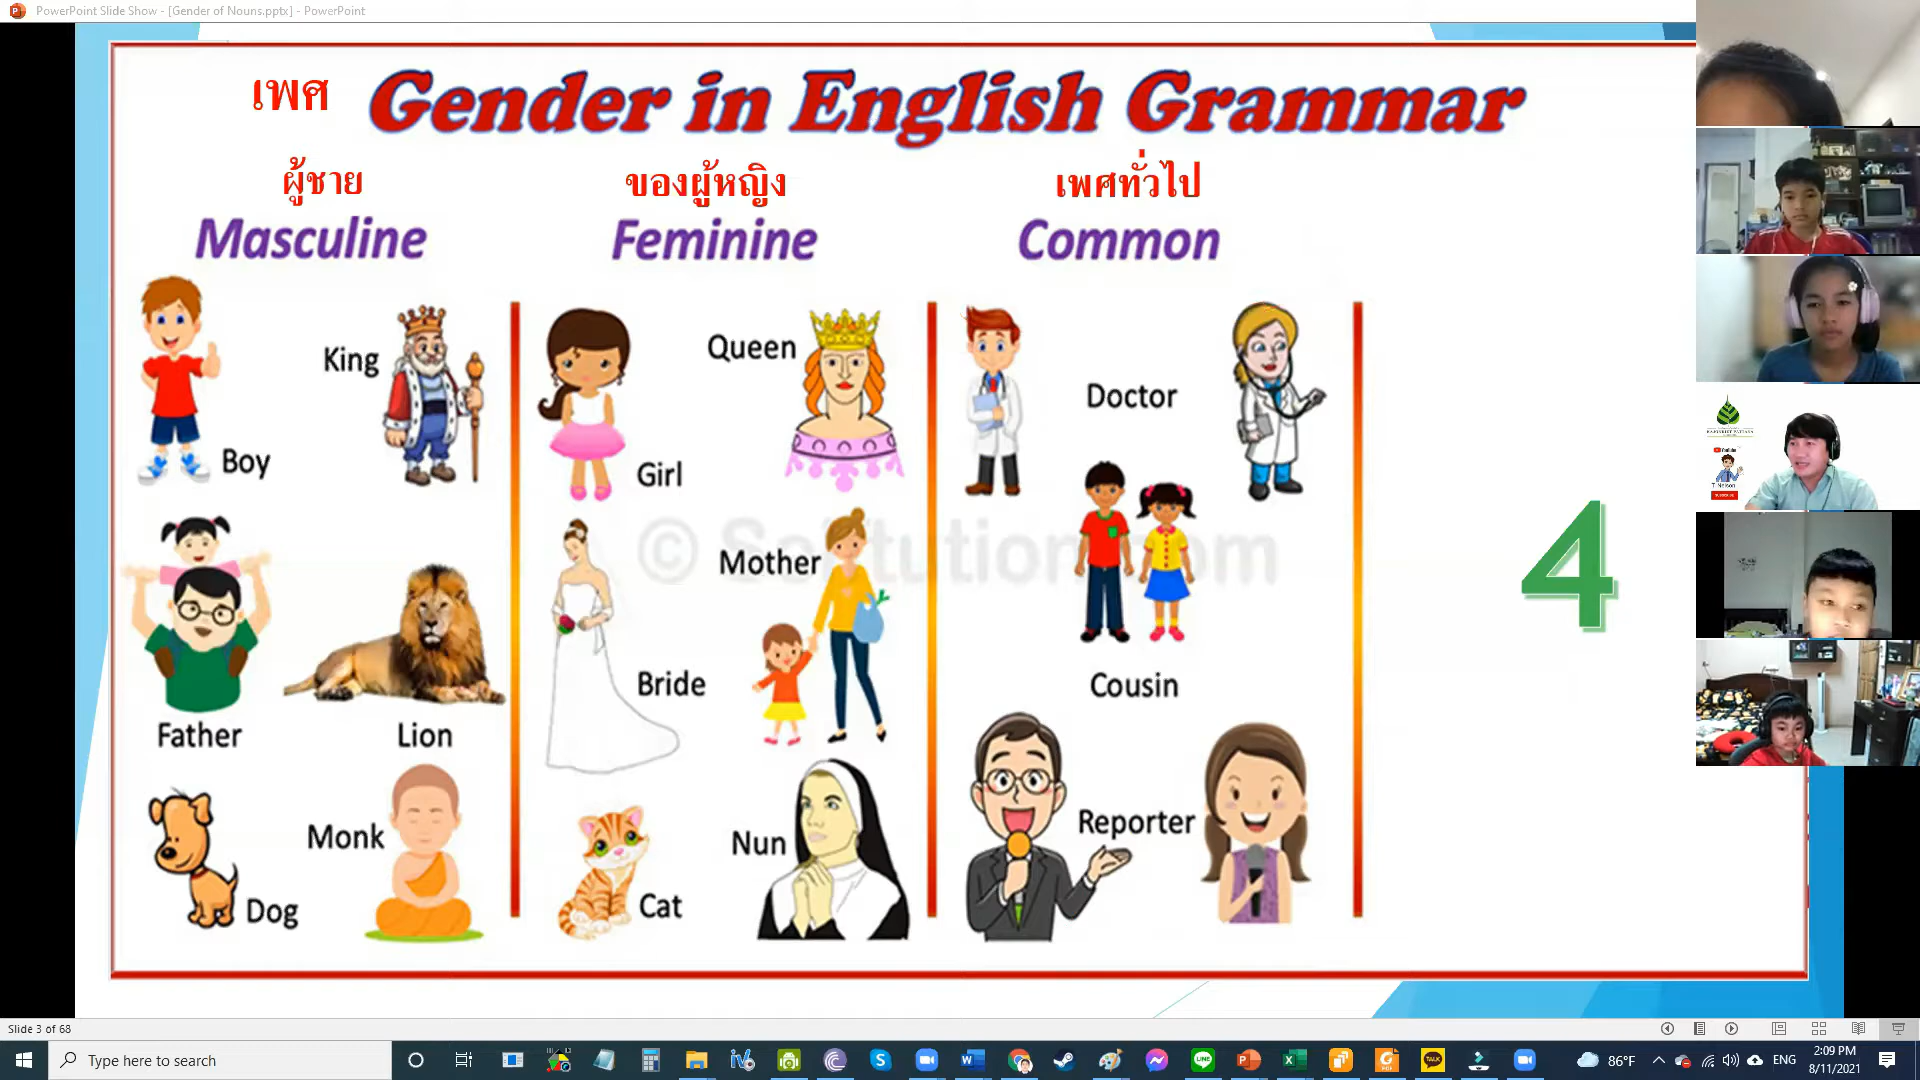 PowerPoint Slide Show - [Gender of Nouns.pptx] - PowerPoint
เพศ Gender in English Grammar
ผู้ชาย ของผู้หญิง เพศทั่วไป
Masculine Feminine Common
King
Boy
Father
Lion
Monk
Dog
Queen
Girl
Mother
Bride
Nun
Cat
Doctor
Cousin
Reporter
4
YouTube
T. Nelson
SUBSCRIBE
Slide 3 of 68
Type here to search
86°F
ENG
2:09 PM
8/11/2021